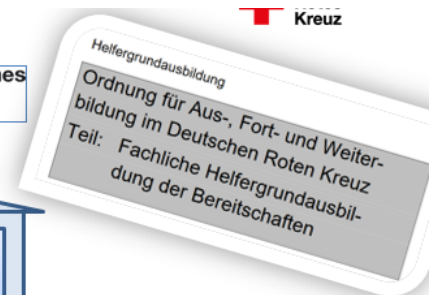 Kreuz
nes
Helfergrundausbildung
Ordnung für Aus-, Fort- und Weiter-
bildung im Deutschen Roten Kreuz
Teil: Fachliche Helfergrundausbil-
dung der Bereitschaften